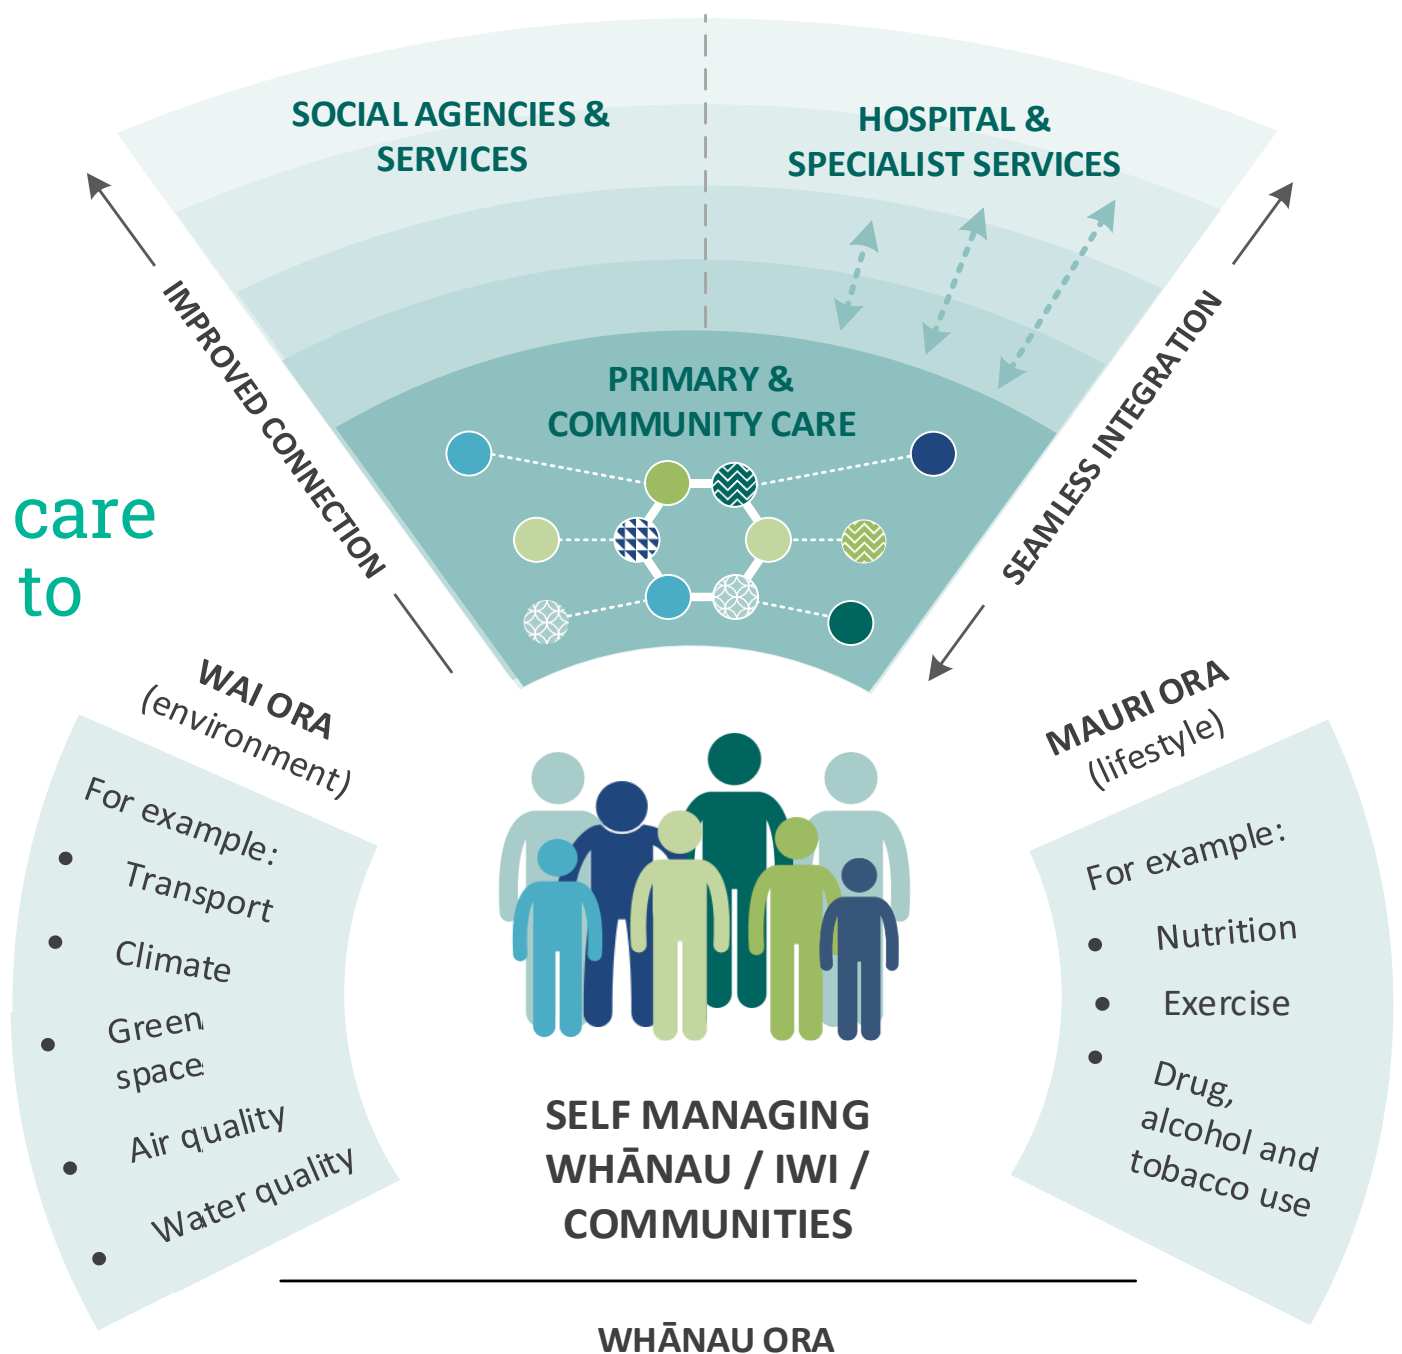 SOCIAL AGENCIES &
SERVICES
HOSPITAL &
SPECIALIST SERVICES
IMPROVED CONNECTION
SEAMLESS INTEGRATION
PRIMARY &
COMMUNITY CARE
care
to
WAI ORA
(environment)
For example:
• Transport
• Climate
• Green
space
• Air quality
• Water quality
MAURI ORA
(lifestyle)
For example:
• Nutrition
• Exercise
• Drug,
alcohol and
tobacco use
SELF MANAGING
WHĀNAU / IWI /
COMMUNITIES
WHĀNAU ORA